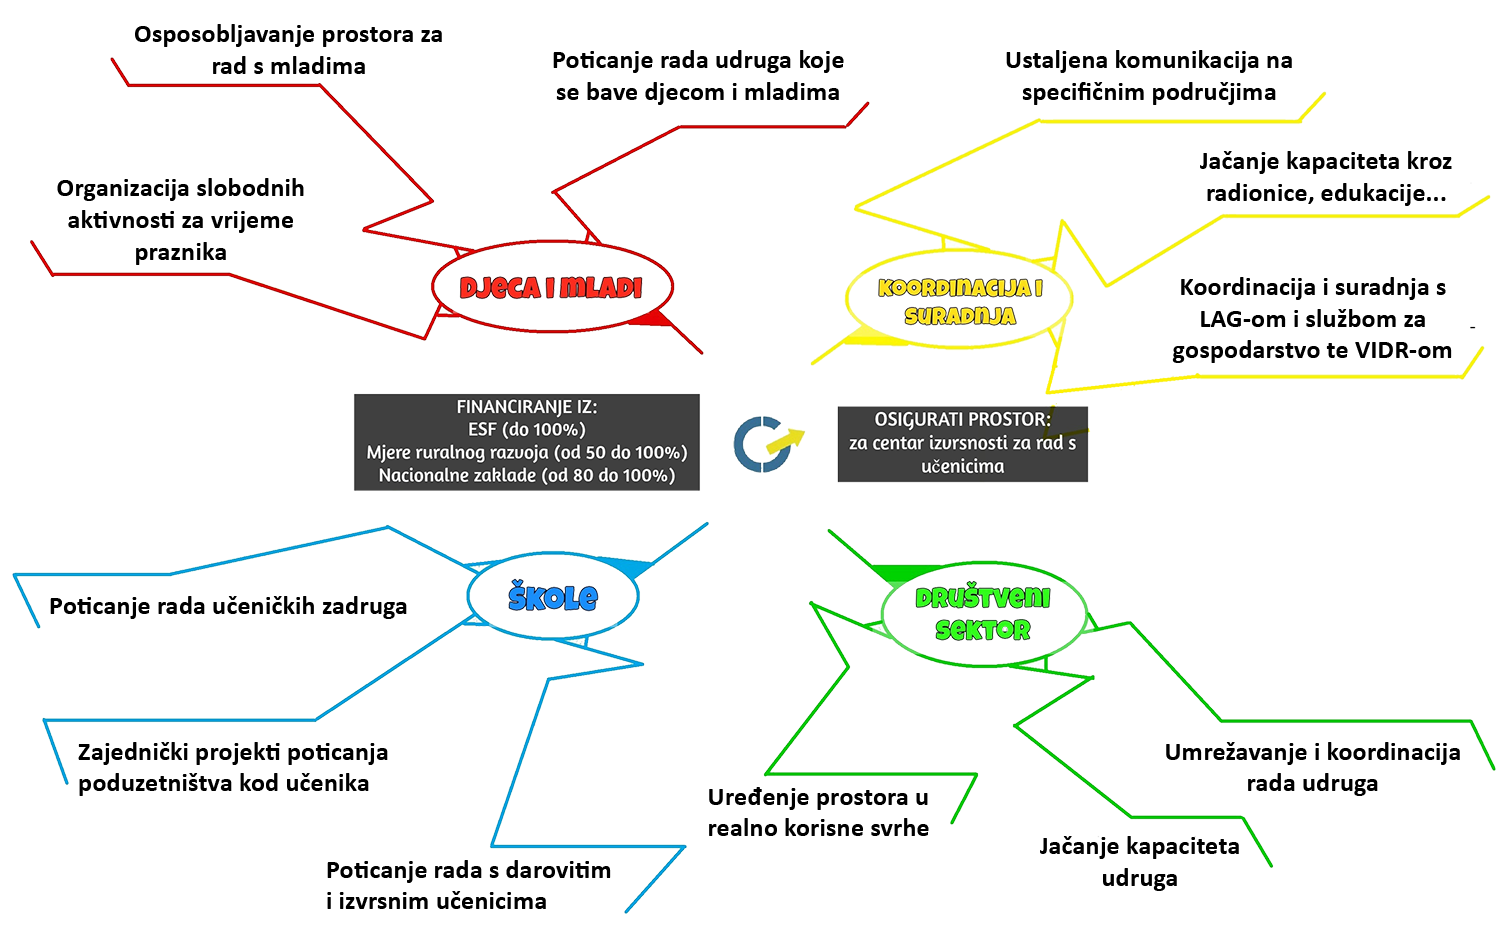 Osposobljavanje prostora za
rad s mladima
Poticanje rada udruga koje
se bave djecom i mladima
Organizacija slobodnih
aktivnosti za vrijeme
praznika
DJECA I MLADI
Ustaljena komunikacija na
specifičnim područjima
Jačanje kapaciteta kroz
radionice, edukacije...
Koordinacija i suradnja s
LAG-om i službom za
gospodarstvo te VIDR-om
-
KOORDINACIJA I
SURADNJA
FINANCIRANJE IZ:
ESF (do 100%)
Mjere ruralnog razvoja (od 50 do 100%)
Nacionalne zaklade (od 80 do 100%)
OSIGURATI PROSTOR:
za centar izvrsnosti za rad s
učenicima
ŠKOLE
Poticanje rada učeničkih zadruga
Zajednički projekti poticanja
poduzetništva kod učenika
Poticanje rada s darovitim
i izvrsnim učenicima
DRUŠTVENI
SEKTOR
Uređenje prostora u
realno korisne svrhe
Jačanje kapaciteta
udruga
Umrežavanje i koordinacija
rada udruga